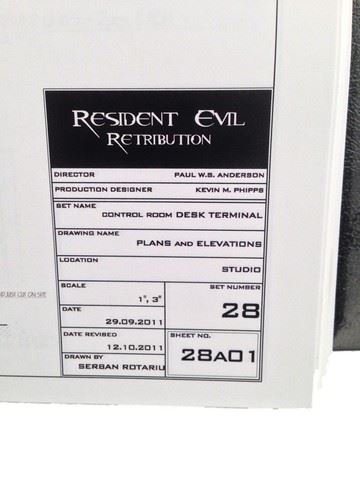 RESIDENT EVIL
RETRIBUTION
DIRECTOR PAUL W.S. ANDERSON
PRODUCTION DESIGNER KEVIN M. PHIPPS
SET NAME
CONTROL ROOM DESK TERMINAL
DRAWING NAME
PLANS AND ELEVATIONS
LOCATION
STUDIO
SCALE
1", 3"
SET NUMBER
28
DATE
29.09.2011
DATE REVISED
12.10.2011
SHEET NO.
28A01
DRAWN BY
SERBAN ROTARIU